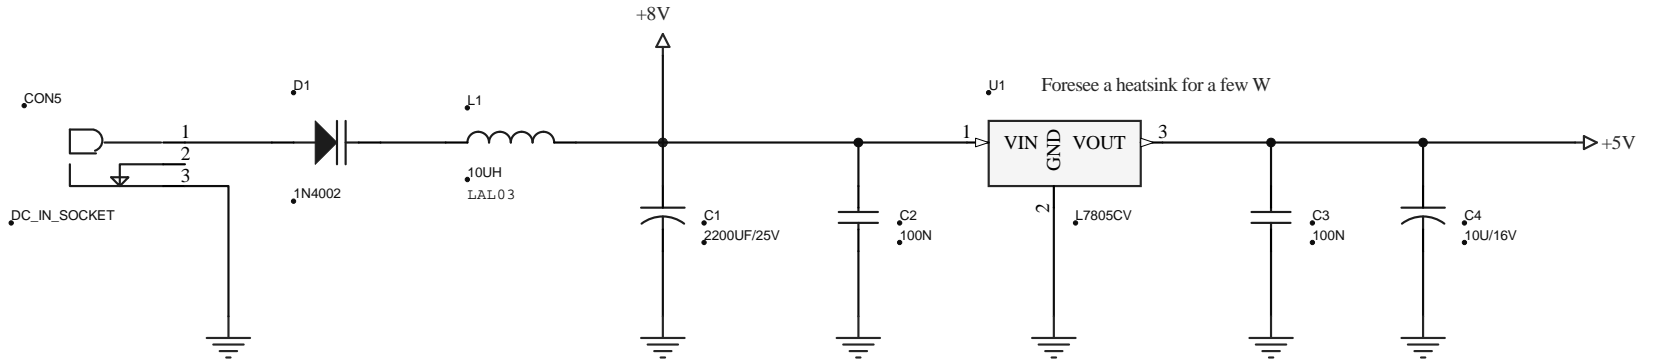 +8V
CON5
D1
L1
U1
Foresee a heatsink for a few W
1
2
3
1
VIN
GND
VOUT
3
+5V
10UH
LAL03
1N4002
2
DC_IN_SOCKET
C1
2200UF/25V
C2
100N
L7805CV
C3
100N
C4
10U/16V